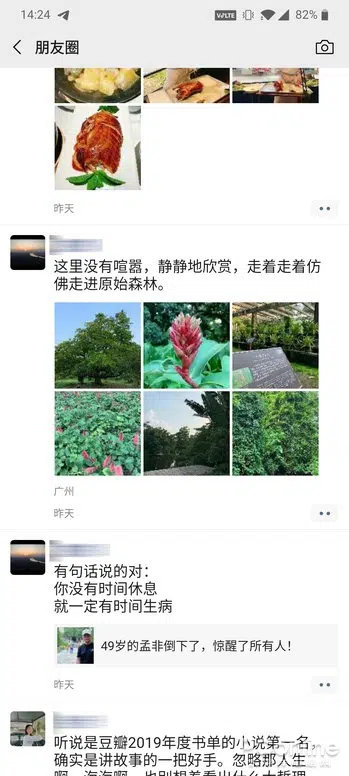 14:24
VoLTE
82%
朋友圈
昨天
这里没有喧嚣，静静地欣赏，走着走着仿
佛走进原始森林。
广州
昨天
有句话说的对：
你没有时间休息
就一定有时间生病
49岁的孟非倒下了，惊醒了所有人！
昨天
听说是豆瓣2019年度书单的小说第一名，
确实是讲故事的一把好手。忽略那人生